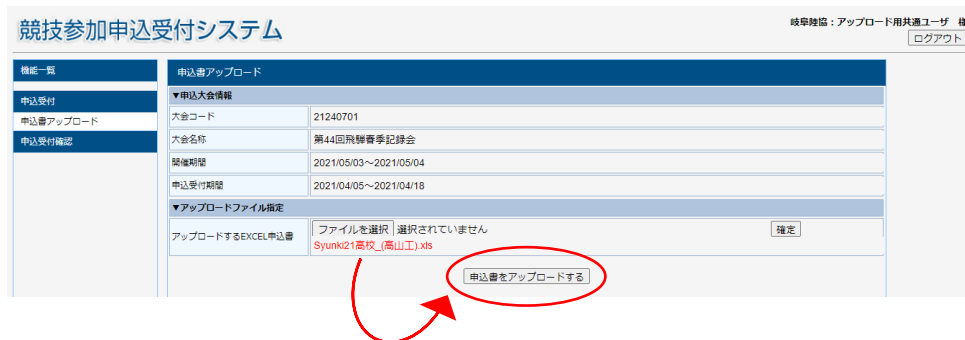 競技参加申込受付システム
岐阜陸協：アップロード用共通ユーザ 様
ログアウト
機能一覧
申込受付
申込書アップロード
申込受付確認
申込書アップロード
▼申込大会情報
大会コード 21240701
大会名称 第44回飛騨春季記録会
開催期間 2021/05/03～2021/05/04
申込受付期間 2021/04/05～2021/04/18
▼アップロードファイル指定
アップロードするEXCEL申込書 ファイルを選択 選択されていません 確定
Syunki21高校_(高山工).xls
申込書をアップロードする